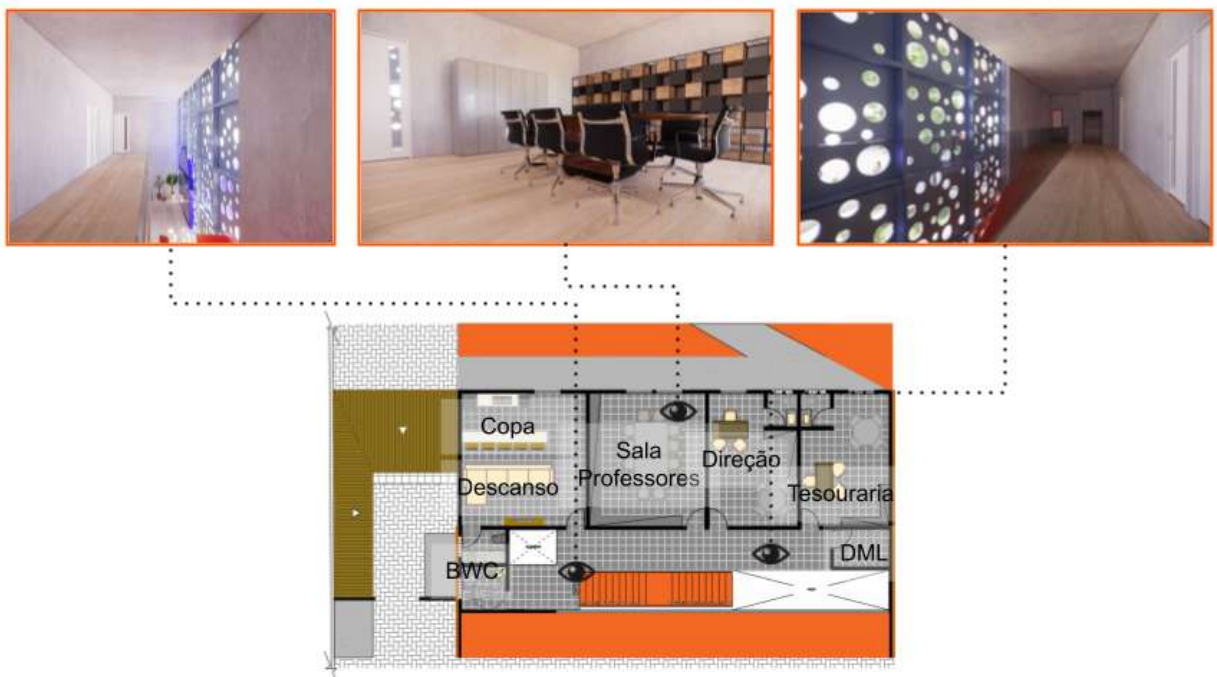 Copa
Sala
Professores
Direção
Descanso
Tesouraria
BWC
DML